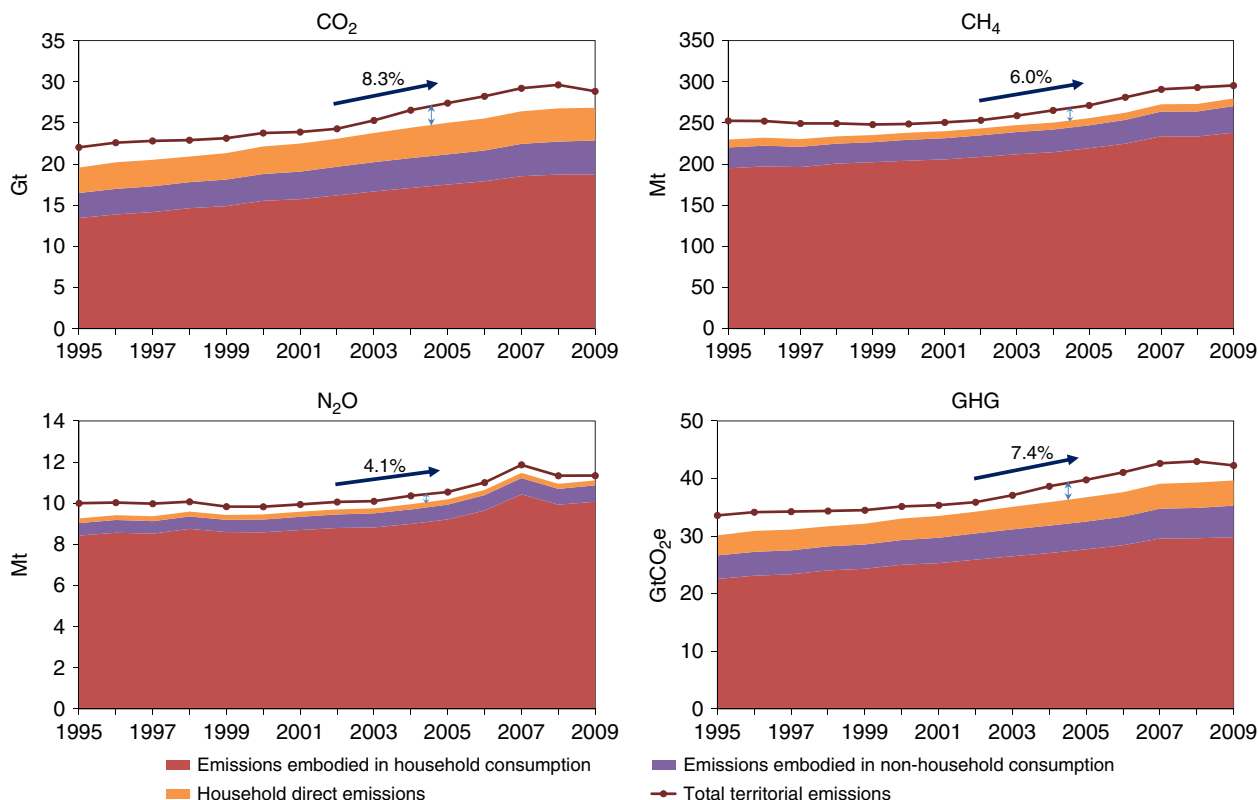 CO₂
35
30
25
20
15
10
5
0
Gt
8.3%
1995 1997 1999 2001 2003 2005 2007 2009
CH₄
350
300
250
200
150
100
50
0
Mt
6.0%
1995 1997 1999 2001 2003 2005 2007 2009
N₂O
14
12
10
8
6
4
2
0
Mt
4.1%
1995 1997 1999 2001 2003 2005 2007 2009
GHG
50
40
30
20
10
0
GtCO₂e
7.4%
1995 1997 1999 2001 2003 2005 2007 2009
Emissions embodied in household consumption
Emissions embodied in non-household consumption
Household direct emissions
Total territorial emissions